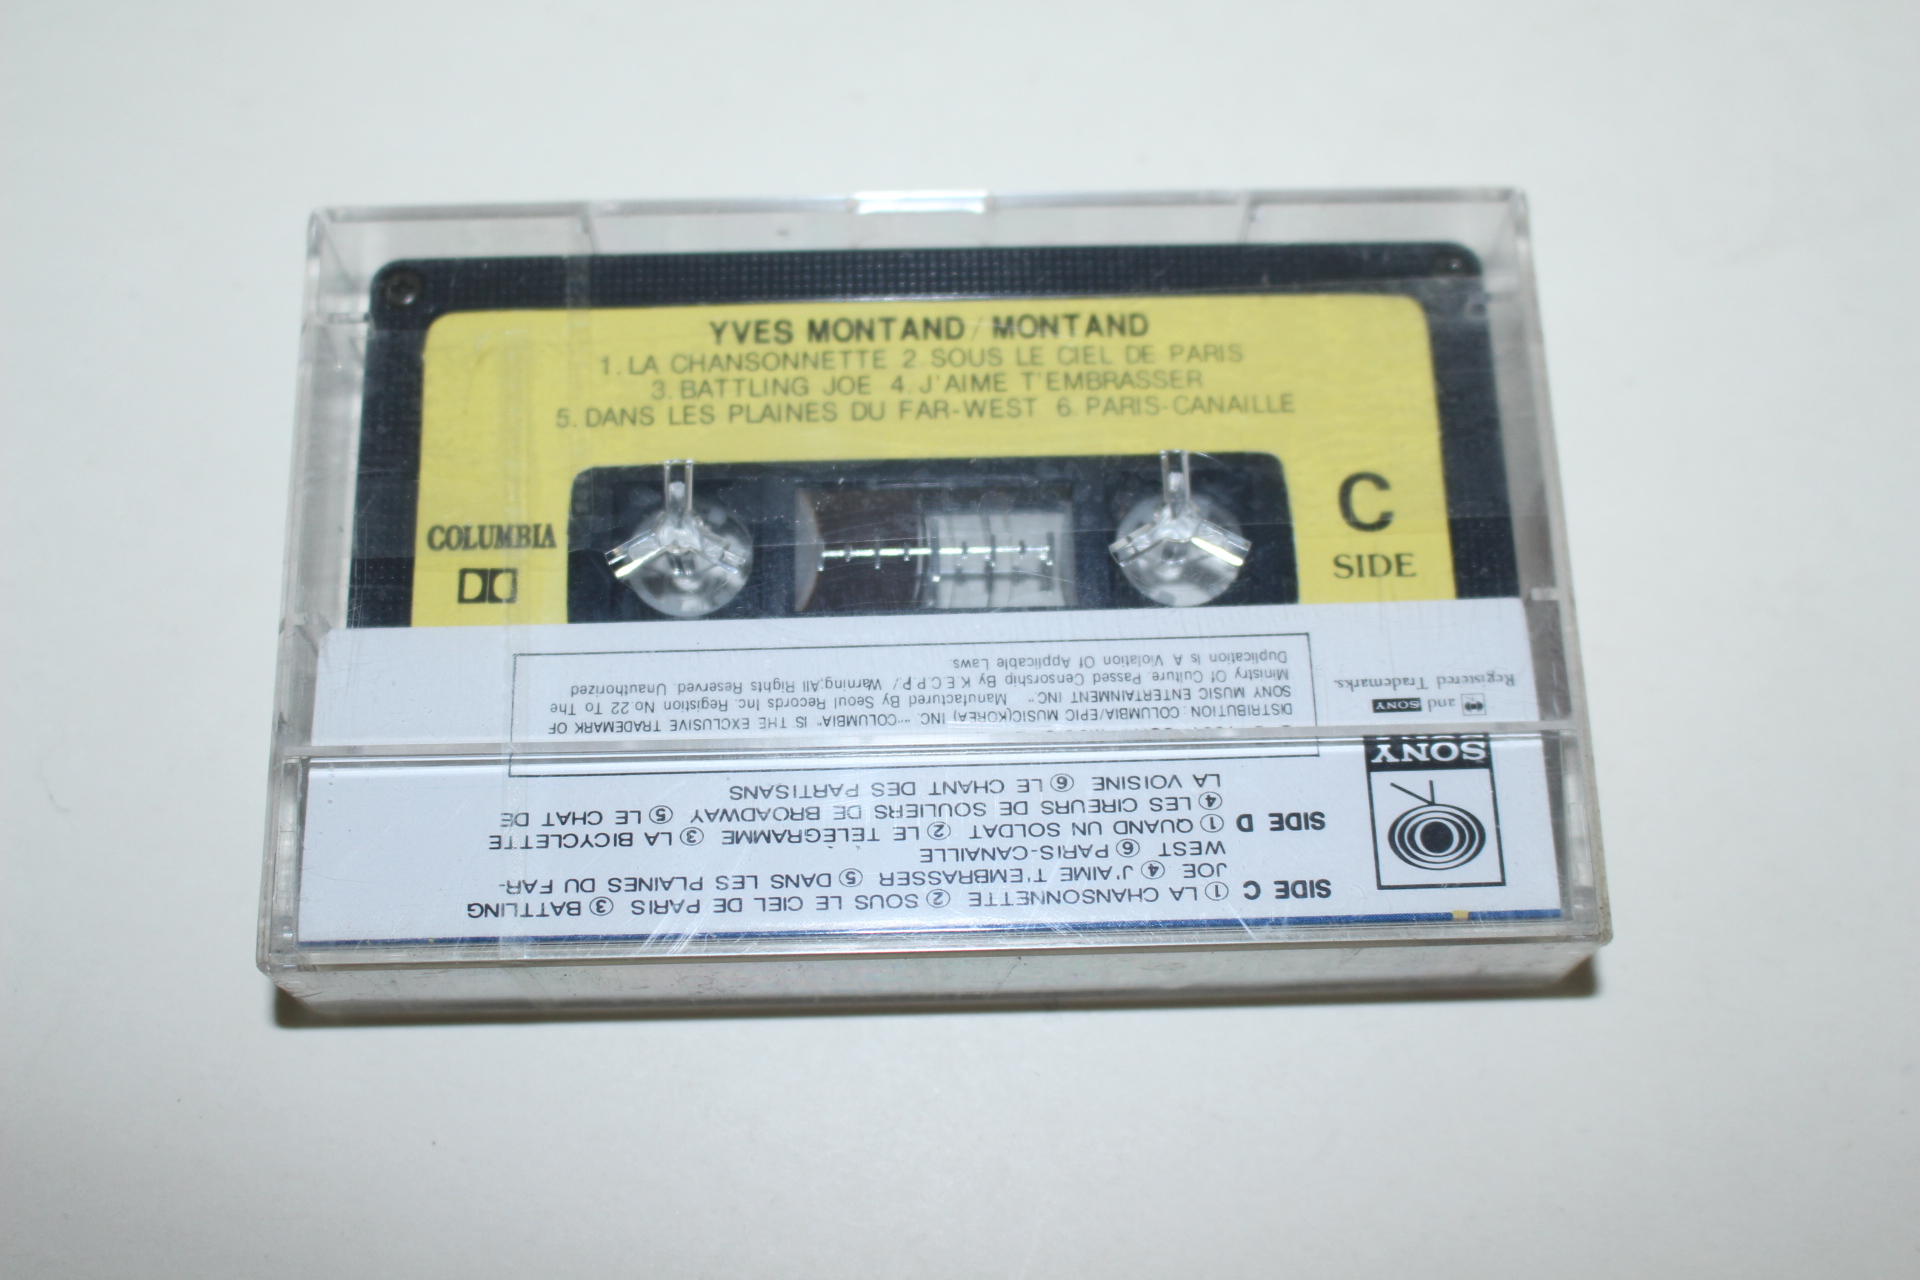 YVES MONTAND/MONTAND
1. LA CHANSONNETTE 2. SOUS LE CIEL DE PARIS
3. BATTLING JOE 4. J'AIME T'EMBRASSER
5. DANS LES PLAINES DU FAR-WEST 6. PARIS-CANAILLE
COLUMBIA
C
SIDE
SIDE C
① LA CHANSONNETTE ② SOUS LE CIEL DE PARIS ③ BATTLING
JOE ④ J'AIME T'EMBRASSER ⑤ DANS LES PLAINES DU FAR-
WEST ⑥ PARIS-CANAILLE
SIDE D
① QUAND UN SOLDAT ② LE TÉLÉGRAMME ③ LA BICYCLETTE
④ LES CIREURS DE SOULIERS DE BROADWAY ⑤ LE CHAT DE
LA VOISINE ⑥ LE CHANT DES PARTISANS
SONY
DISTRIBUTION : COLUMBIA/EPIC MUSIC(KOREA) INC. "COLUMBIA" IS THE EXCLUSIVE TRADEMARK OF
SONY MUSIC ENTERTAINMENT INC." Manufactured By Seoul Records Inc. Registion No.22 To The
Ministry Of Culture. Passed Censorship By K.E.C.P.P./ Warning:All Rights Reserved. Unauthorized
Duplication Is A Violation Of Applicable Laws.
and SONY
Registered Trademarks.